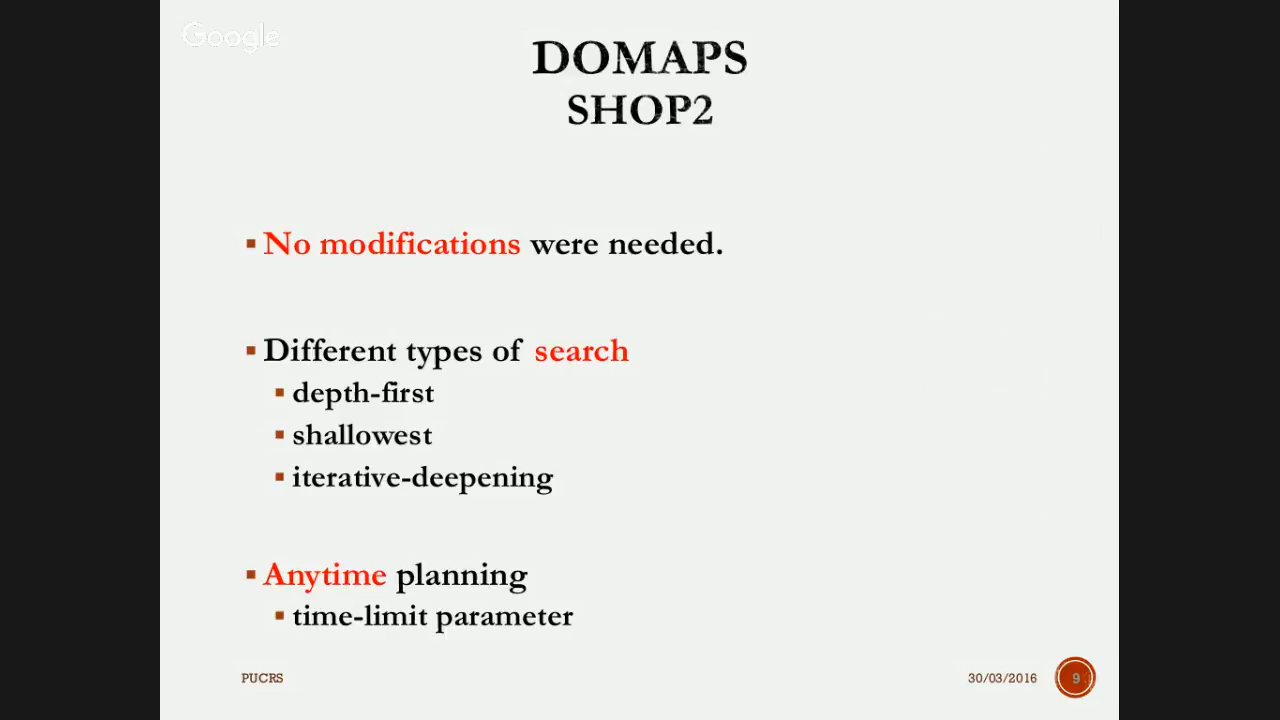 Google
DOMAPS
SHOP2
No modifications were needed.
Different types of search
depth-first
shallowest
iterative-deepening
Anytime planning
time-limit parameter
PUCRS
30/03/2016
9